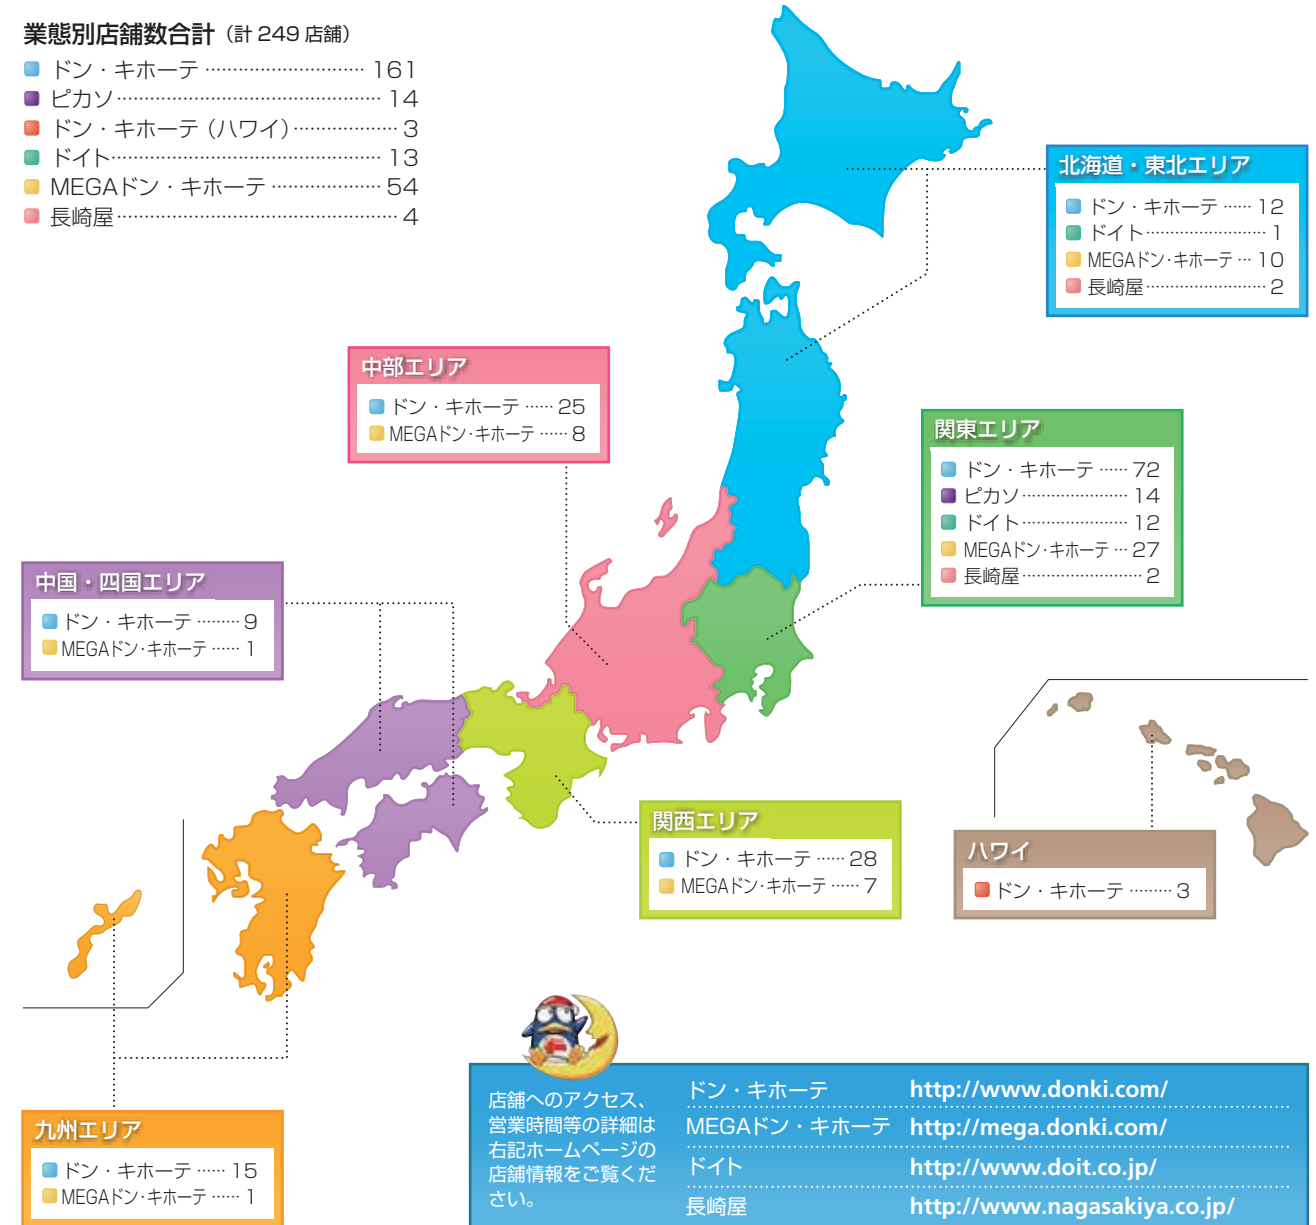 業態別店舗数合計（計 249 店舗）
ドン・キホーテ ………………………… 161
ピカソ………………………………………… 14
ドン・キホーテ（ハワイ）……………… 3
ドイト………………………………………… 13
MEGAドン・キホーテ ……………… 54
長崎屋………………………………………… 4
北海道・東北エリア
ドン・キホーテ …… 12
ドイト…………………… 1
MEGAドン・キホーテ … 10
長崎屋…………………… 2
中部エリア
ドン・キホーテ …… 25
MEGAドン・キホーテ …… 8
関東エリア
ドン・キホーテ …… 72
ピカソ………………… 14
ドイト………………… 12
MEGAドン・キホーテ … 27
長崎屋…………………… 2
中国・四国エリア
ドン・キホーテ ……… 9
MEGAドン・キホーテ …… 1
関西エリア
ドン・キホーテ …… 28
MEGAドン・キホーテ …… 7
ハワイ
ドン・キホーテ ……… 3
九州エリア
ドン・キホーテ …… 15
MEGAドン・キホーテ …… 1
店舗へのアクセス、
営業時間等の詳細は
右記ホームページの
店舗情報をご覧くだ
さい。
ドン・キホーテ http://www.donki.com/
MEGAドン・キホーテ http://mega.donki.com/
ドイト http://www.doit.co.jp/
長崎屋 http://www.nagasakiya.co.jp/